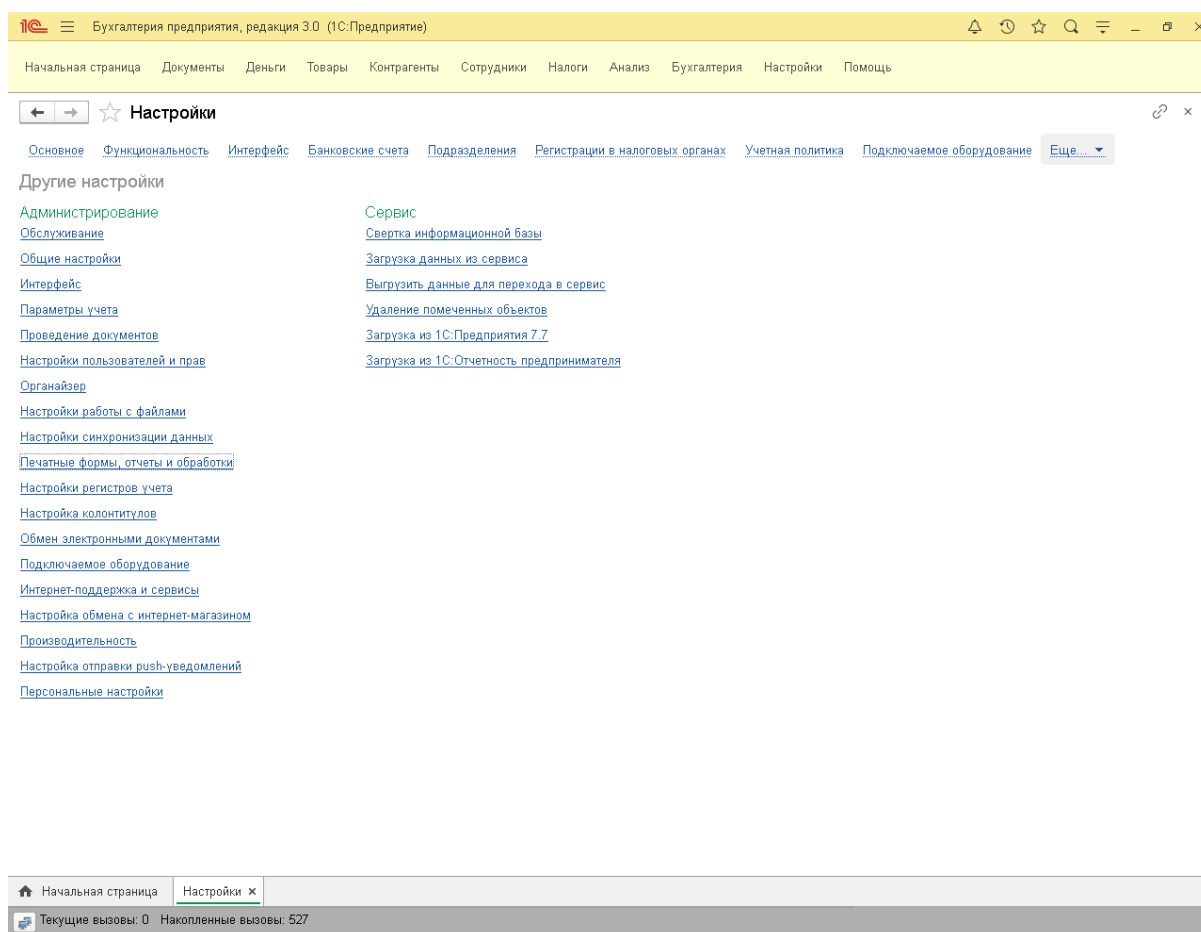 1С Бухгалтерия предприятия, редакция 3.0 (1С:Предприятие)
Начальная страница Документы Деньги Товары Контрагенты Сотрудники Налоги Анализ Бухгалтерия Настройки Помощь
Настройки
Основное Функциональность Интерфейс Банковские счета Подразделения Регистрации в налоговых органах Учетная политика Подключаемое оборудование Еще...
Другие настройки
Администрирование
Обслуживание
Общие настройки
Интерфейс
Параметры учета
Проведение документов
Настройки пользователей и прав
Органайзер
Настройки работы с файлами
Настройки синхронизации данных
Печатные формы, отчеты и обработки
Настройки регистров учета
Настройка колонтитулов
Обмен электронными документами
Подключаемое оборудование
Интернет-поддержка и сервисы
Настройка обмена с интернет-магазином
Производительность
Настройка отправки push-уведомлений
Персональные настройки
Сервис
Свертка информационной базы
Загрузка данных из сервиса
Выгрузить данные для перехода в сервис
Удаление помеченных объектов
Загрузка из 1С:Предприятия 7.7
Загрузка из 1С:Отчетность предпринимателя
Начальная страница Настройки
Текущие вызовы: 0 Накопленные вызовы: 527